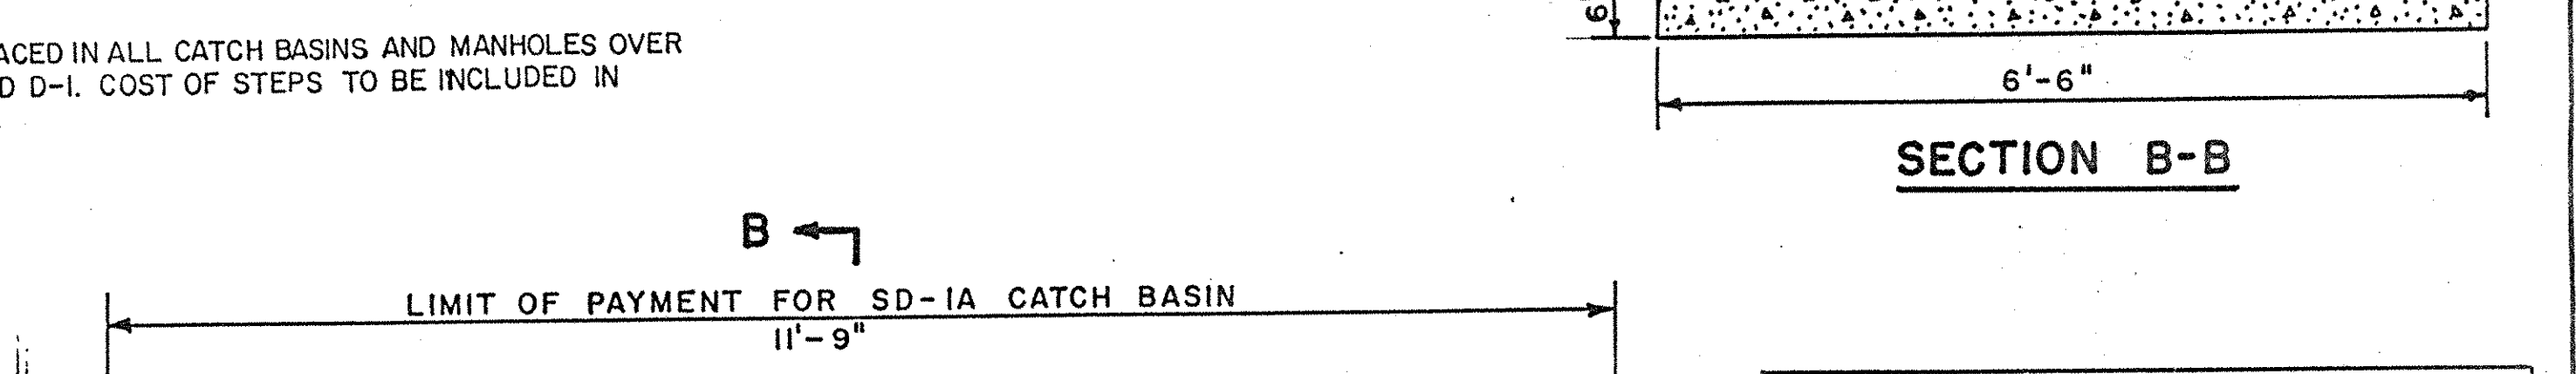 ACED IN ALL CATCH BASINS AND MANHOLES OVER
D D-1. COST OF STEPS TO BE INCLUDED IN
6
6'-6"
SECTION B-B
B
LIMIT OF PAYMENT FOR SD-1A CATCH BASIN
11'-9"